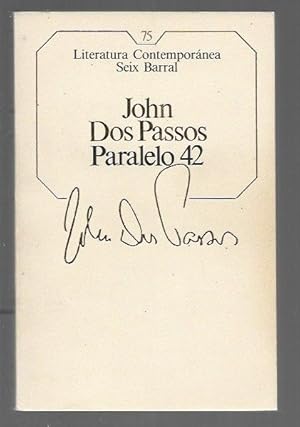 75
Literatura Contemporánea
Seix Barral
John
Dos Passos
Paralelo 42
John Dos Passos